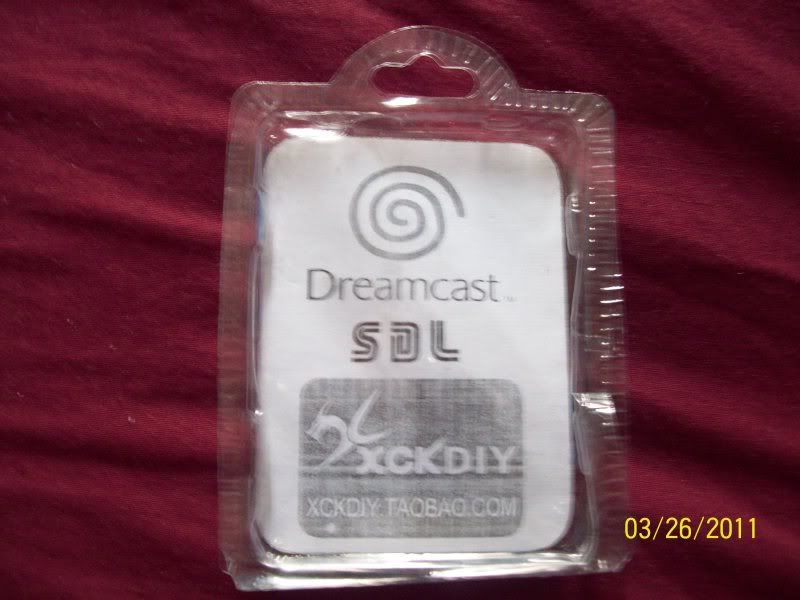 Dreamcast™
SDL
XCKDIY
XCKDIY.TAOBAO.COM
03/26/2011